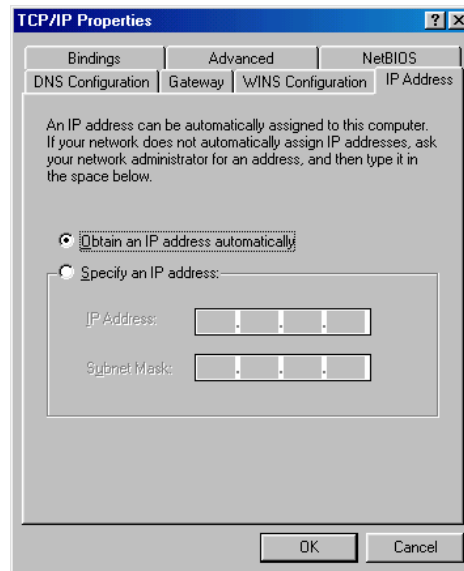 TCP/IP Properties
Bindings
Advanced
NetBIOS
DNS Configuration
Gateway
WINS Configuration
IP Address
An IP address can be automatically assigned to this computer.
If your network does not automatically assign IP addresses, ask
your network administrator for an address, and then type it in
the space below.
Obtain an IP address automatically
Specify an IP address:
IP Address:
Subnet Mask:
OK
Cancel